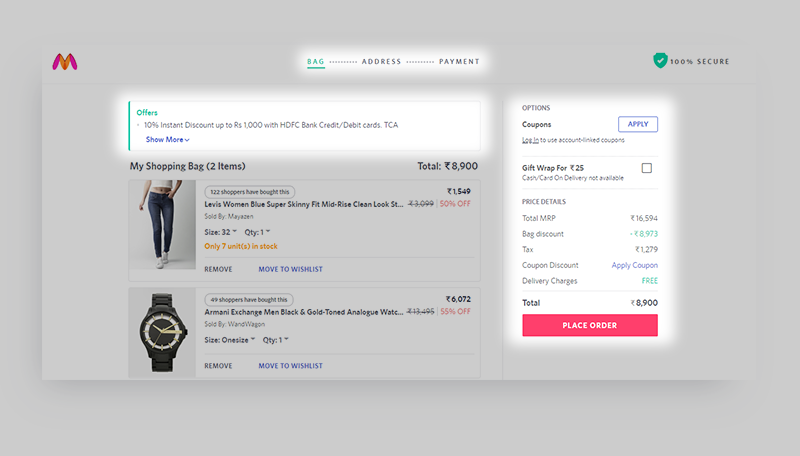 BAG ----------- ADDRESS ----------- PAYMENT
100% SECURE
Offers
10% Instant Discount up to Rs 1,000 with HDFC Bank Credit/Debit cards. TCA
Show More
My Shopping Bag (2 Items) Total: ₹8,900
122 shoppers have bought this ₹1,549
Levis Women Blue Super Skinny Fit Mid-Rise Clean Look St... ₹3,099 | 50% OFF
Sold By: Mayazen
Size: 32 Qty: 1
Only 7 unit(s) in stock
REMOVE MOVE TO WISHLIST
49 shoppers have bought this ₹6,072
Armani Exchange Men Black & Gold-Toned Analogue Watc... ₹13,495 | 55% OFF
Sold By: WandWagon
Size: Onesize Qty: 1
REMOVE MOVE TO WISHLIST
OPTIONS
Coupons APPLY
Log In to use account-linked coupons
Gift Wrap For ₹25
Cash/Card On Delivery not available
PRICE DETAILS
Total MRP ₹16,594
Bag discount - ₹8,973
Tax ₹1,279
Coupon Discount Apply Coupon
Delivery Charges FREE
Total ₹8,900
PLACE ORDER